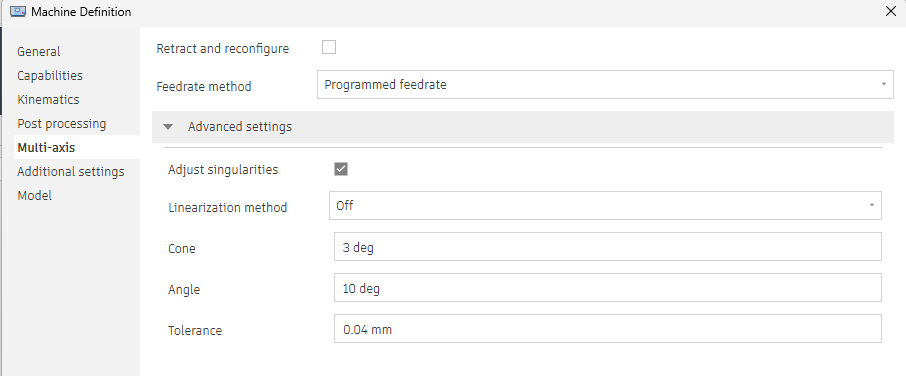 Machine Definition
General
Capabilities
Kinematics
Post processing
Multi-axis
Additional settings
Model
Retract and reconfigure
Feedrate method Programmed feedrate
Advanced settings
Adjust singularities
Linearization method Off
Cone 3 deg
Angle 10 deg
Tolerance 0.04 mm